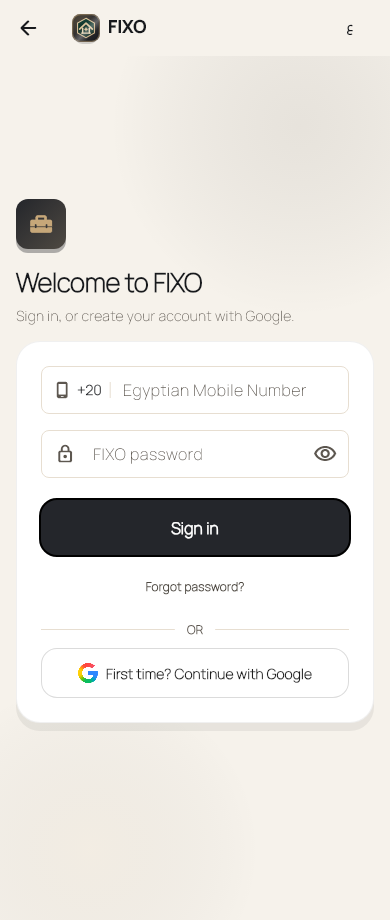 FIXO
ع
Welcome to FIXO
Sign in, or create your account with Google.
+20 Egyptian Mobile Number
FIXO password
Sign in
Forgot password?
OR
First time? Continue with Google